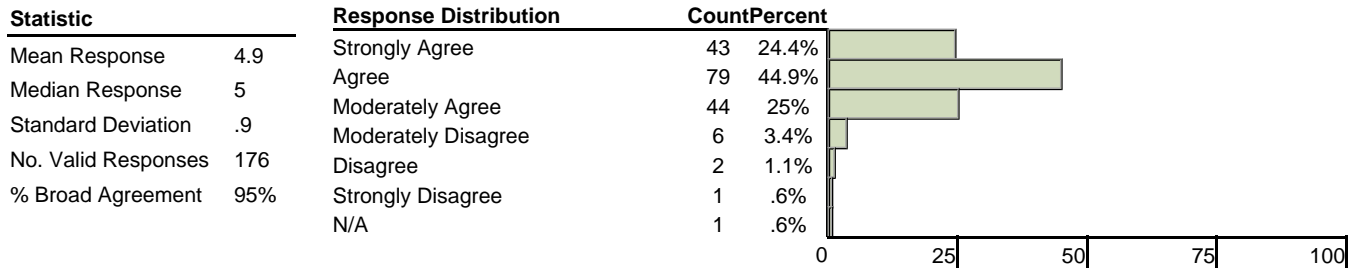 Statistic
Mean Response 4.9
Median Response 5
Standard Deviation .9
No. Valid Responses 176
% Broad Agreement 95%
Response Distribution CountPercent
Strongly Agree 43 24.4%
Agree 79 44.9%
Moderately Agree 44 25%
Moderately Disagree 6 3.4%
Disagree 2 1.1%
Strongly Disagree 1 .6%
N/A 1 .6%
0 25 50 75 100